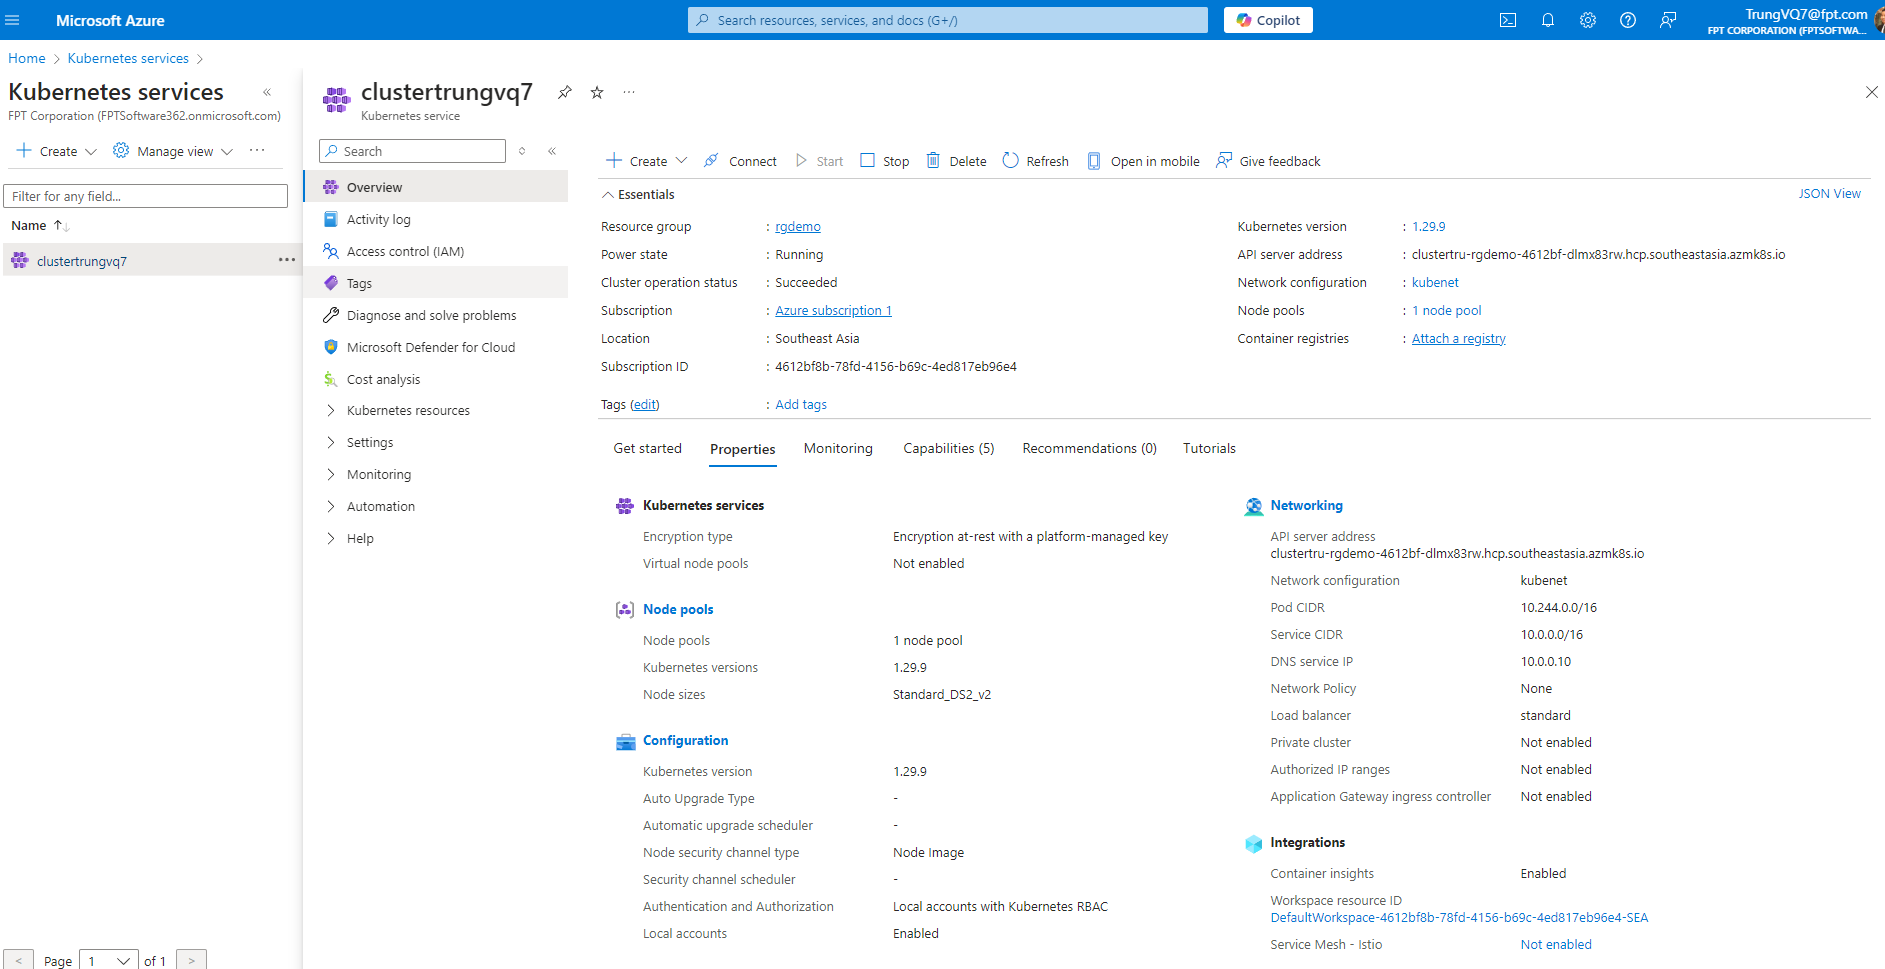 Microsoft Azure
Search resources, services, and docs (G+/)
Copilot
TrungVQ7@fpt.com
FPT CORPORATION (FPTSOFTWA...
Home > Kubernetes services >
Kubernetes services «
FPT Corporation (FPTSoftware362.onmicrosoft.com)
+ Create Manage view ...
Filter for any field...
Name ↑↓
clustertrungvq7 ...
Page 1 of 1
clustertrungvq7 ...
Kubernetes service
Search
Overview
Activity log
Access control (IAM)
Tags
Diagnose and solve problems
Microsoft Defender for Cloud
Cost analysis
Kubernetes resources
Settings
Monitoring
Automation
Help
Create Connect Start Stop Delete Refresh Open in mobile Give feedback
Essentials
JSON View
Resource group : rgdemo
Power state : Running
Cluster operation status : Succeeded
Subscription : Azure subscription 1
Location : Southeast Asia
Subscription ID : 4612bf8b-78fd-4156-b69c-4ed817eb96e4
Kubernetes version : 1.29.9
API server address : clustertru-rgdemo-4612bf-dlmx83rw.hcp.southeastasia.azmk8s.io
Network configuration : kubenet
Node pools : 1 node pool
Container registries : Attach a registry
Tags (edit) : Add tags
Get started Properties Monitoring Capabilities (5) Recommendations (0) Tutorials
Kubernetes services
Encryption type Encryption at-rest with a platform-managed key
Virtual node pools Not enabled
Node pools
Node pools 1 node pool
Kubernetes versions 1.29.9
Node sizes Standard_DS2_v2
Configuration
Kubernetes version 1.29.9
Auto Upgrade Type -
Automatic upgrade scheduler -
Node security channel type Node Image
Security channel scheduler -
Authentication and Authorization Local accounts with Kubernetes RBAC
Local accounts Enabled
Networking
API server address
clustertru-rgdemo-4612bf-dlmx83rw.hcp.southeastasia.azmk8s.io
Network configuration kubenet
Pod CIDR 10.244.0.0/16
Service CIDR 10.0.0.0/16
DNS service IP 10.0.0.10
Network Policy None
Load balancer standard
Private cluster Not enabled
Authorized IP ranges Not enabled
Application Gateway ingress controller Not enabled
Integrations
Container insights Enabled
Workspace resource ID
DefaultWorkspace-4612bf8b-78fd-4156-b69c-4ed817eb96e4-SEA
Service Mesh - Istio Not enabled